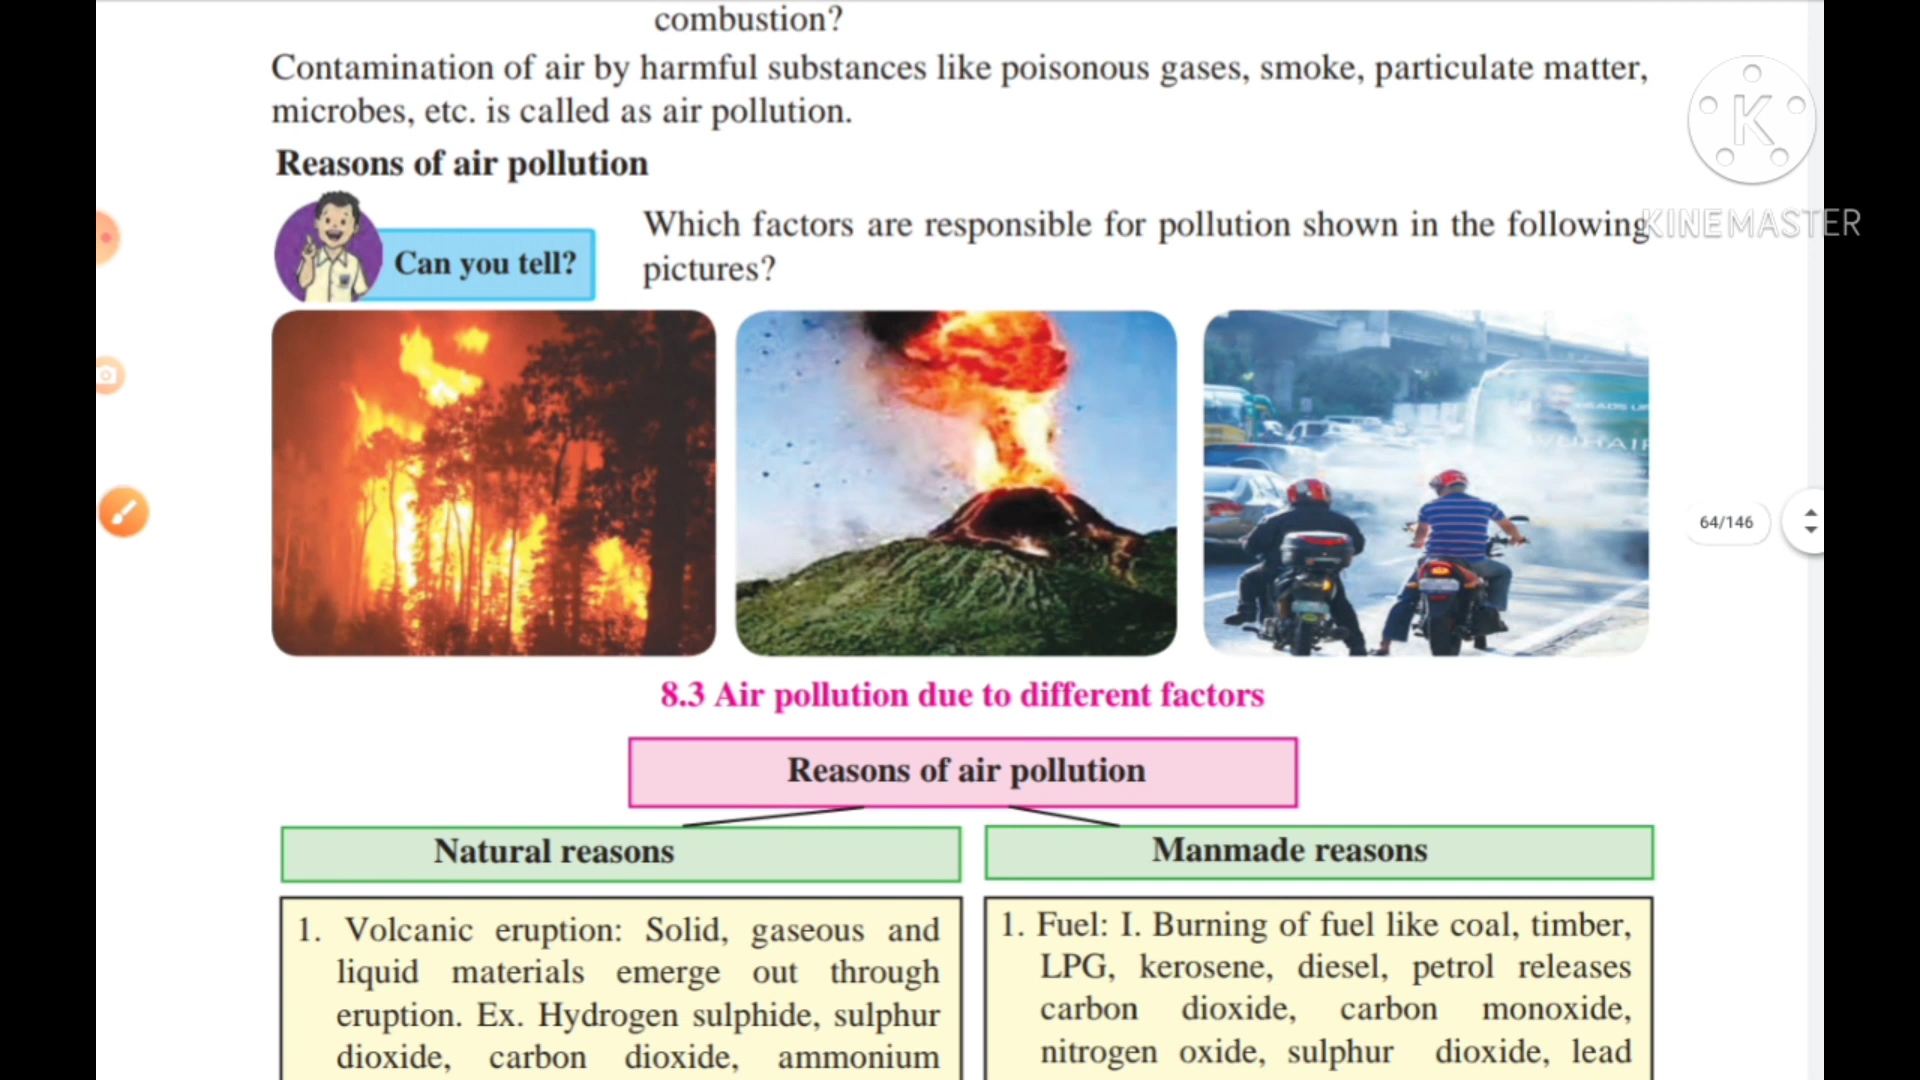 combustion?
Contamination of air by harmful substances like poisonous gases, smoke, particulate matter,
microbes, etc. is called as air pollution.
Reasons of air pollution
Can you tell?
Which factors are responsible for pollution shown in the following
pictures?
K
KINEMASTER
64/146
8.3 Air pollution due to different factors
Reasons of air pollution
Natural reasons
Manmade reasons
1. Volcanic eruption: Solid, gaseous and
liquid materials emerge out through
eruption. Ex. Hydrogen sulphide, sulphur
dioxide, carbon dioxide, ammonium
1. Fuel: I. Burning of fuel like coal, timber,
LPG, kerosene, diesel, petrol releases
carbon dioxide, carbon monoxide,
nitrogen oxide, sulphur dioxide, lead